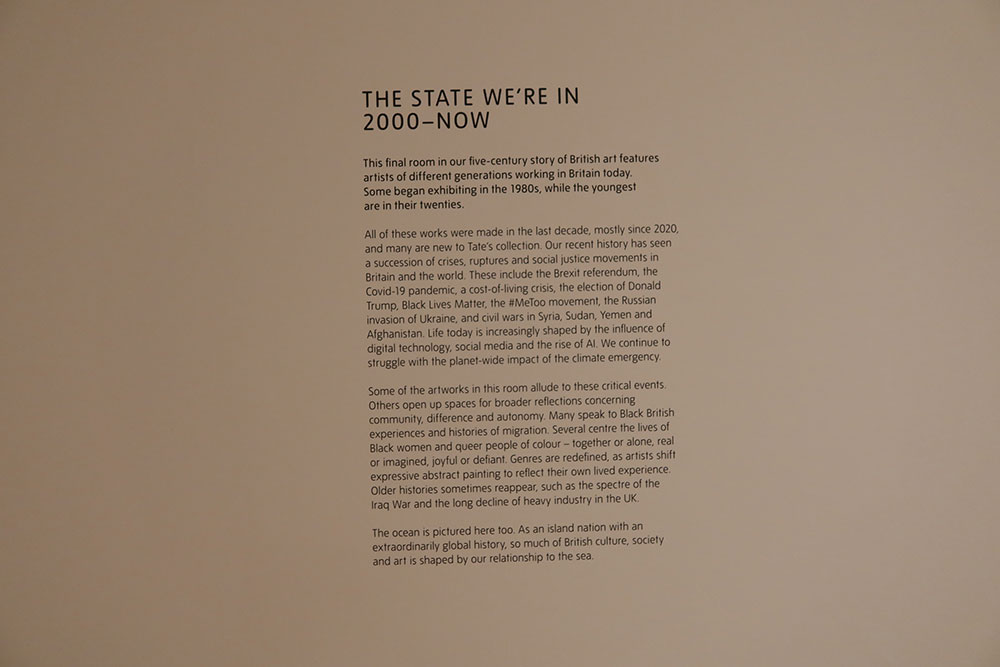 THE STATE WE'RE IN
2000–NOW
This final room in our five-century story of British art features
artists of different generations working in Britain today.
Some began exhibiting in the 1980s, while the youngest
are in their twenties.
All of these works were made in the last decade, mostly since 2020,
and many are new to Tate's collection. Our recent history has seen
a succession of crises, ruptures and social justice movements in
Britain and the world. These include the Brexit referendum, the
Covid-19 pandemic, a cost-of-living crisis, the election of Donald
Trump, Black Lives Matter, the #MeToo movement, the Russian
invasion of Ukraine, and civil wars in Syria, Sudan, Yemen and
Afghanistan. Life today is increasingly shaped by the influence of
digital technology, social media and the rise of AI. We continue to
struggle with the planet-wide impact of the climate emergency.
Some of the artworks in this room allude to these critical events.
Others open up spaces for broader reflections concerning
community, difference and autonomy. Many speak to Black British
experiences and histories of migration. Several centre the lives of
Black women and queer people of colour – together or alone, real
or imagined, joyful or defiant. Genres are redefined, as artists shift
expressive abstract painting to reflect their own lived experience.
Older histories sometimes reappear, such as the spectre of the
Iraq War and the long decline of heavy industry in the UK.
The ocean is pictured here too. As an island nation with an
extraordinarily global history, so much of British culture, society
and art is shaped by our relationship to the sea.